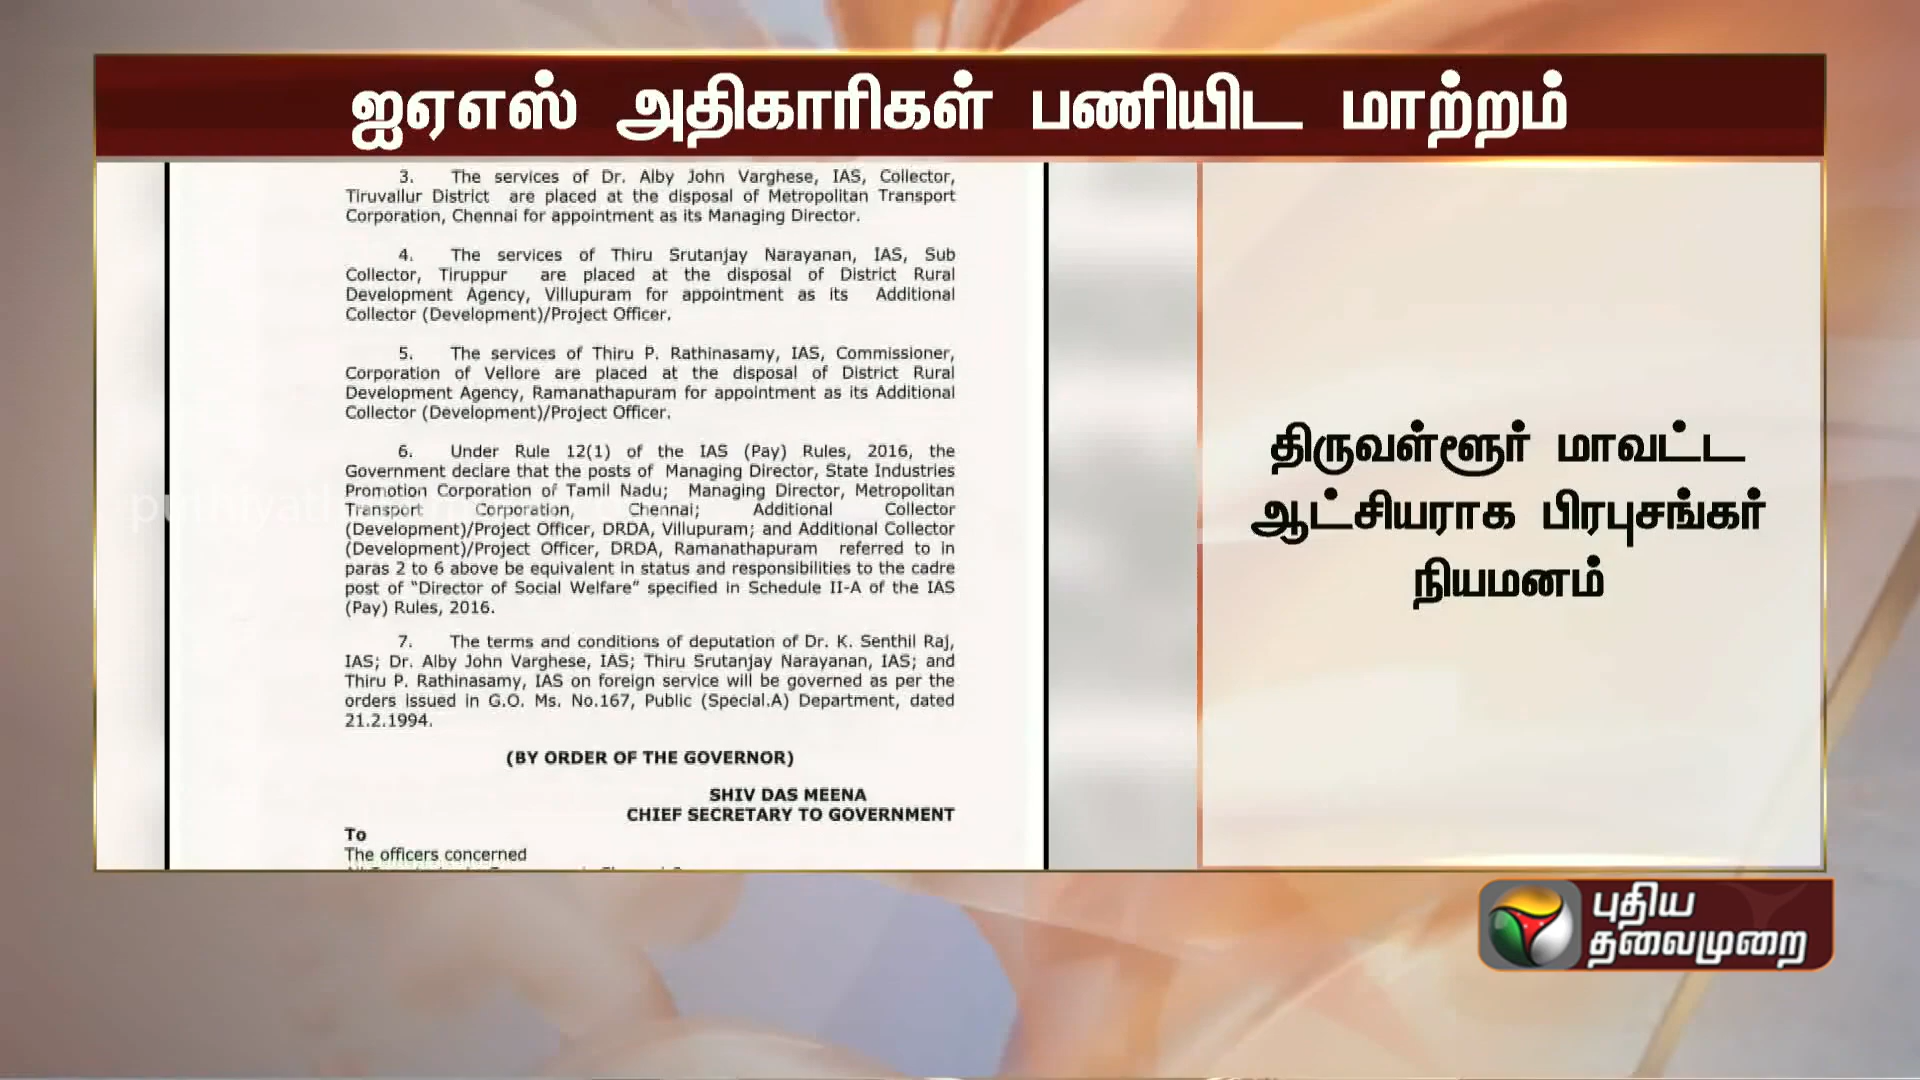 ஐஏஎஸ் அதிகாரிகள் பணியிட மாற்றம்
3. The services of Dr. Alby John Varghese, IAS, Collector,
Tiruvallur District are placed at the disposal of Metropolitan Transport
Corporation, Chennai for appointment as its Managing Director.
4. The services of Thiru Srutanjay Narayanan, IAS, Sub
Collector, Tiruppur are placed at the disposal of District Rural
Development Agency, Villupuram for appointment as its Additional
Collector (Development)/Project Officer.
5. The services of Thiru P. Rathinasamy, IAS, Commissioner,
Corporation of Vellore are placed at the disposal of District Rural
Development Agency, Ramanathapuram for appointment as its Additional
Collector (Development)/Project Officer.
6. Under Rule 12(1) of the IAS (Pay) Rules, 2016, the
Government declare that the posts of Managing Director, State Industries
Promotion Corporation of Tamil Nadu; Managing Director, Metropolitan
Transport Corporation, Chennai; Additional Collector
(Development)/Project Officer, DRDA, Villupuram; and Additional Collector
(Development)/Project Officer, DRDA, Ramanathapuram referred to in
paras 2 to 6 above be equivalent in status and responsibilities to the cadre
post of “Director of Social Welfare” specified in Schedule II-A of the IAS
(Pay) Rules, 2016.
7. The terms and conditions of deputation of Dr. K. Senthil Raj,
IAS; Dr. Alby John Varghese, IAS; Thiru Srutanjay Narayanan, IAS; and
Thiru P. Rathinasamy, IAS on foreign service will be governed as per the
orders issued in G.O. Ms. No.167, Public (Special.A) Department, dated
21.2.1994.
(BY ORDER OF THE GOVERNOR)
SHIV DAS MEENA
CHIEF SECRETARY TO GOVERNMENT
To
The officers concerned
திருவள்ளூர் மாவட்ட
ஆட்சியராக பிரபுசங்கர்
நியமனம்
புதிய
தலைமுறை